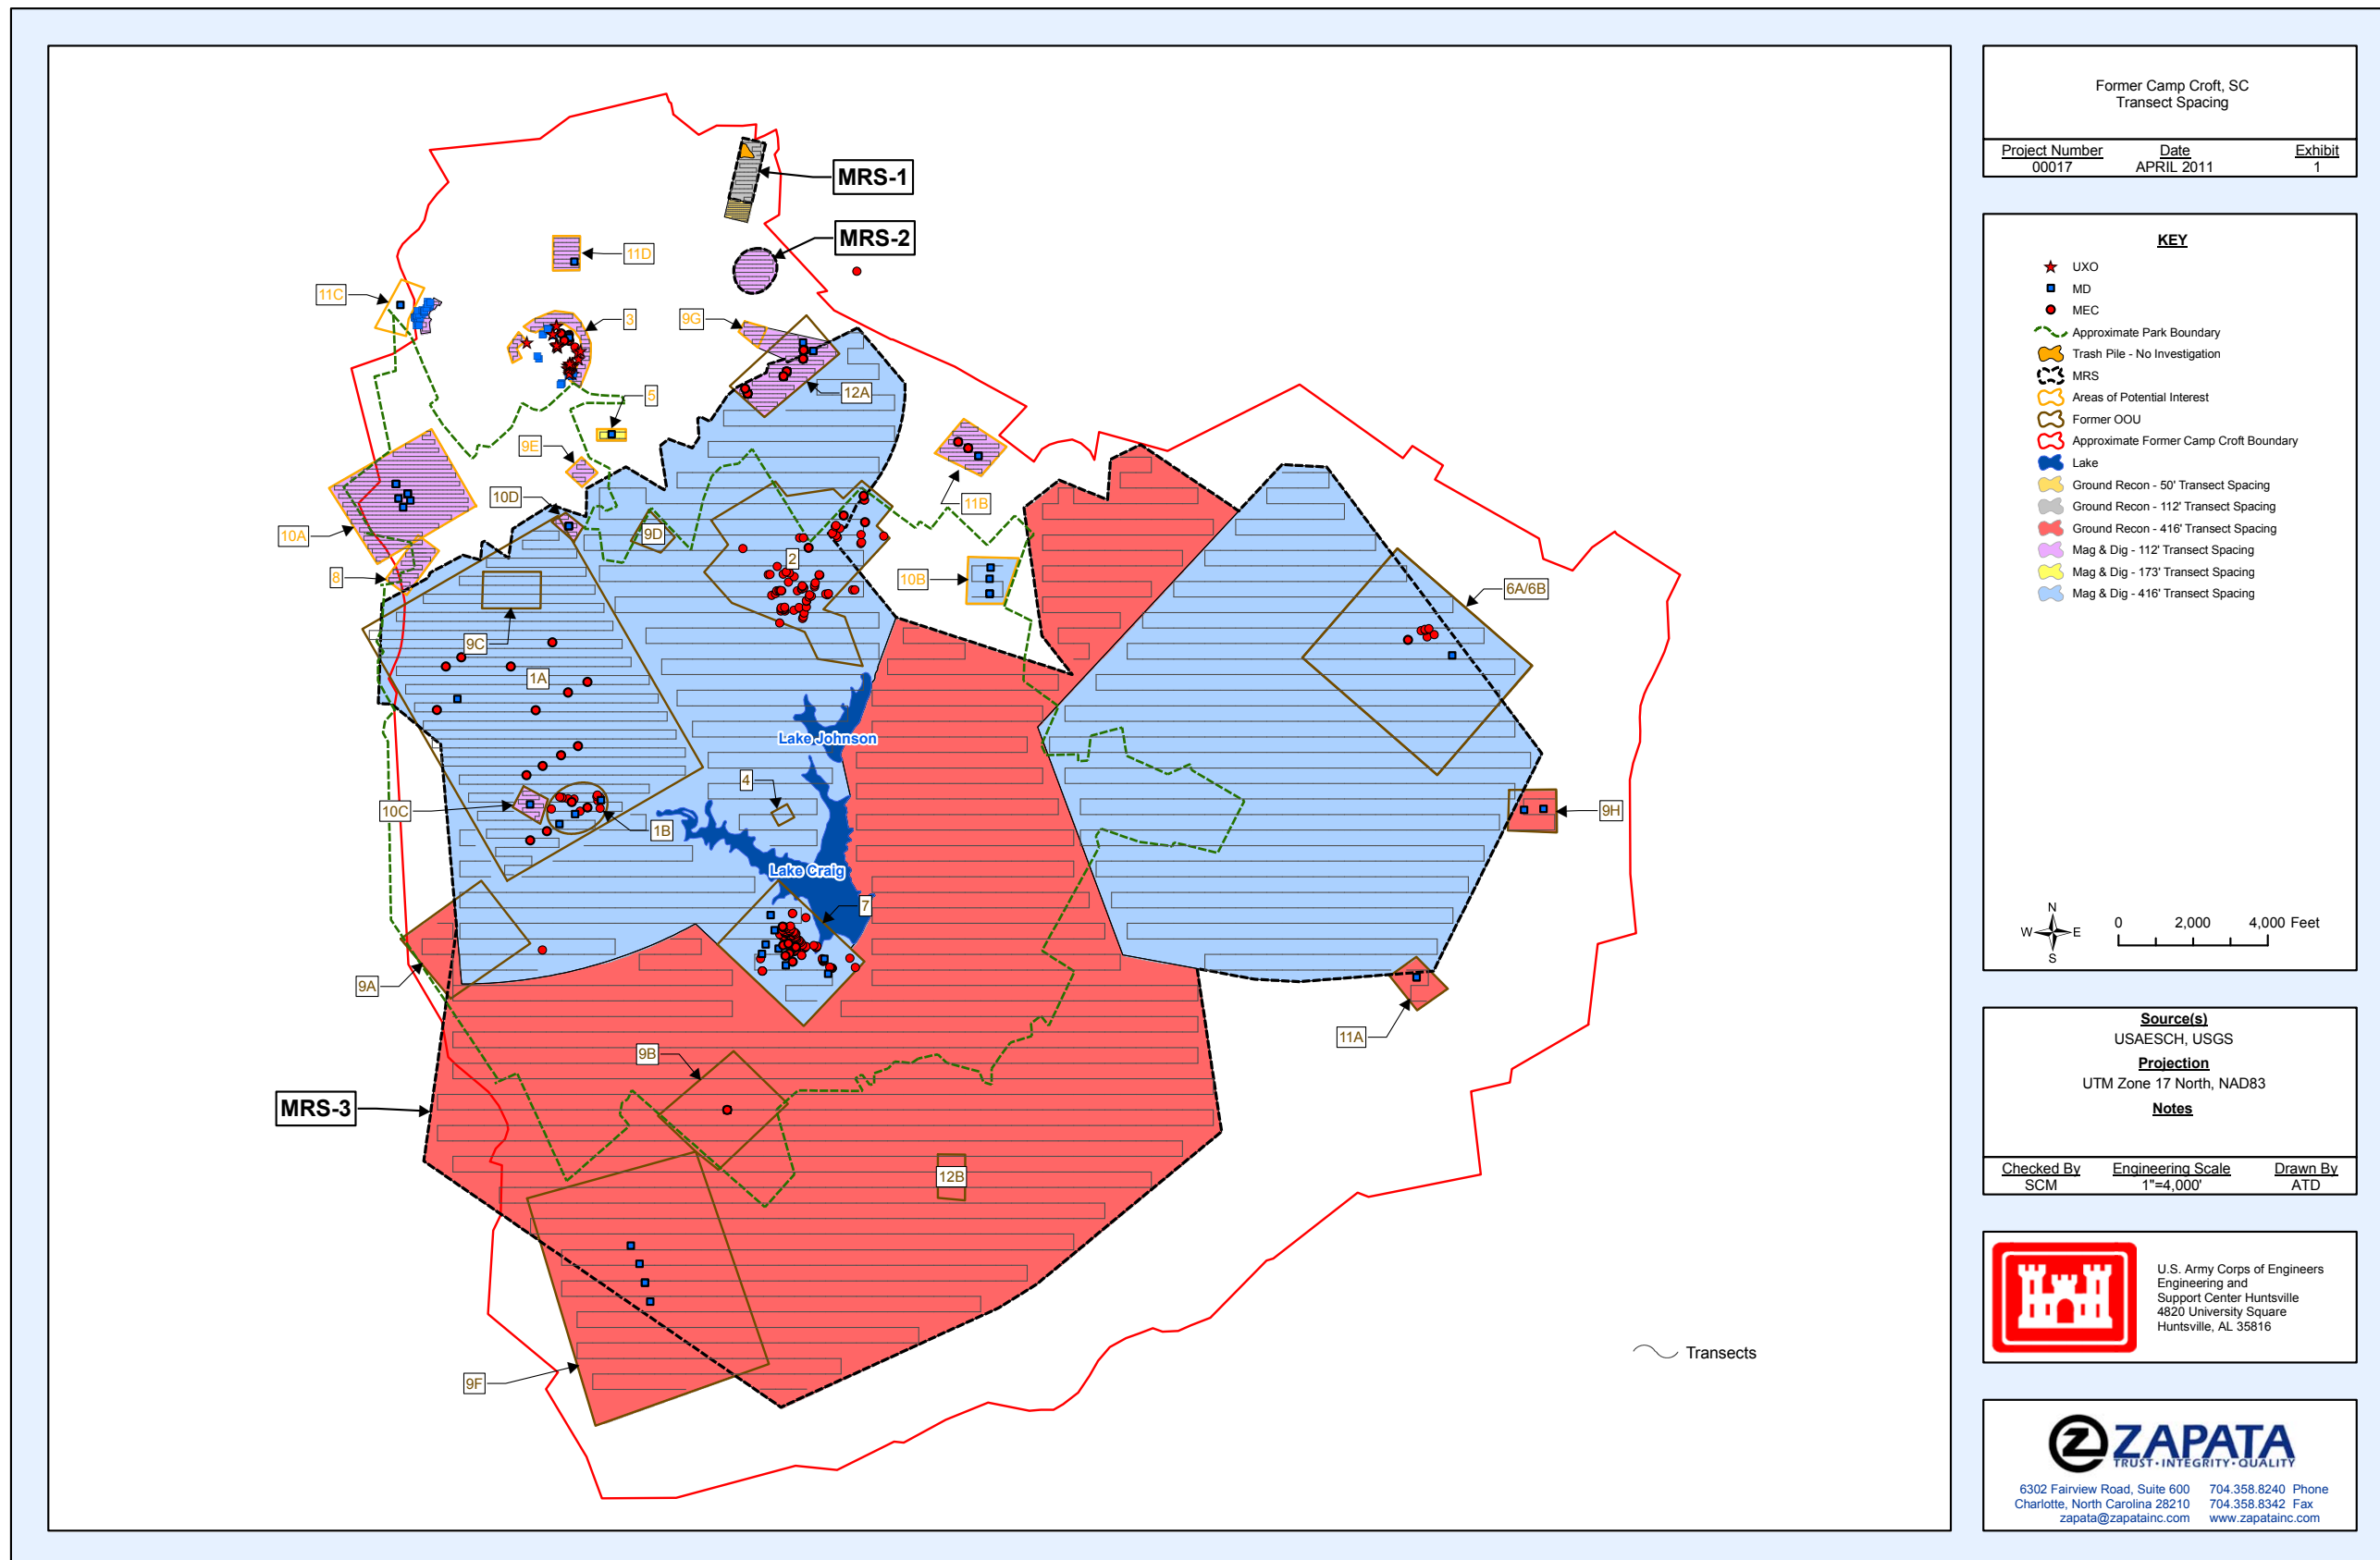 MRS-1
MRS-2
11D
11C
3
9G
12A
5
9E
10D
11B
10A
9D
2
8
10B
6A/6B
9C
1A
Lake Johnson
4
10C
1B
9H
Lake Craig
7
9A
11A
9B
MRS-3
12B
9F
Transects
Former Camp Croft, SC
Transect Spacing
Project Number Date Exhibit
00017 APRIL 2011 1
KEY
UXO
MD
MEC
Approximate Park Boundary
Trash Pile - No Investigation
MRS
Areas of Potential Interest
Former OOU
Approximate Former Camp Croft Boundary
Lake
Ground Recon - 50' Transect Spacing
Ground Recon - 112' Transect Spacing
Ground Recon - 416' Transect Spacing
Mag & Dig - 112' Transect Spacing
Mag & Dig - 173' Transect Spacing
Mag & Dig - 416' Transect Spacing
N
W E
S
0 2,000 4,000 Feet
Source(s)
USAESCH, USGS
Projection
UTM Zone 17 North, NAD83
Notes
Checked By Engineering Scale Drawn By
SCM 1"=4,000' ATD
U.S. Army Corps of Engineers
Engineering and
Support Center Huntsville
4820 University Square
Huntsville, AL 35816
ZAPATA
TRUST·INTEGRITY·QUALITY
6302 Fairview Road, Suite 600 704.358.8240 Phone
Charlotte, North Carolina 28210 704.358.8342 Fax
zapata@zapatainc.com www.zapatainc.com